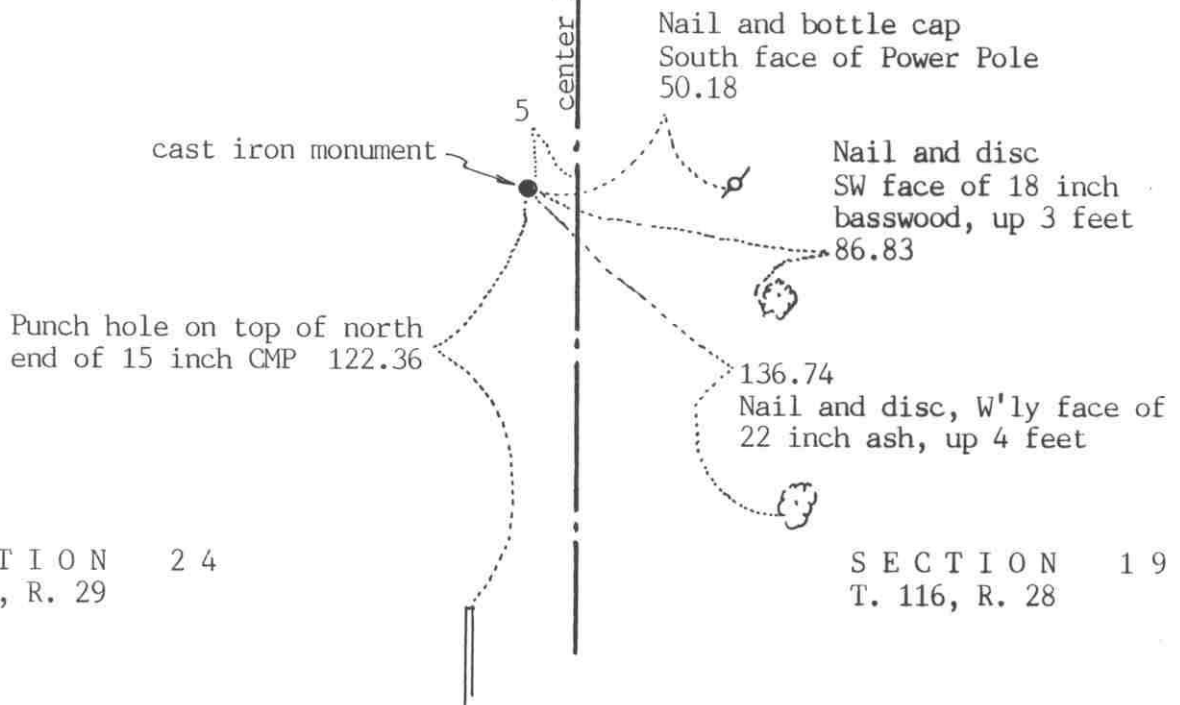 center
Nail and bottle cap
South face of Power Pole
50.18
5
cast iron monument
Nail and disc
SW face of 18 inch
basswood, up 3 feet
86.83
Punch hole on top of north
end of 15 inch CMP 122.36
136.74
Nail and disc, W'ly face of
22 inch ash, up 4 feet
TION 24
, R. 29
SECTION 19
T. 116, R. 28